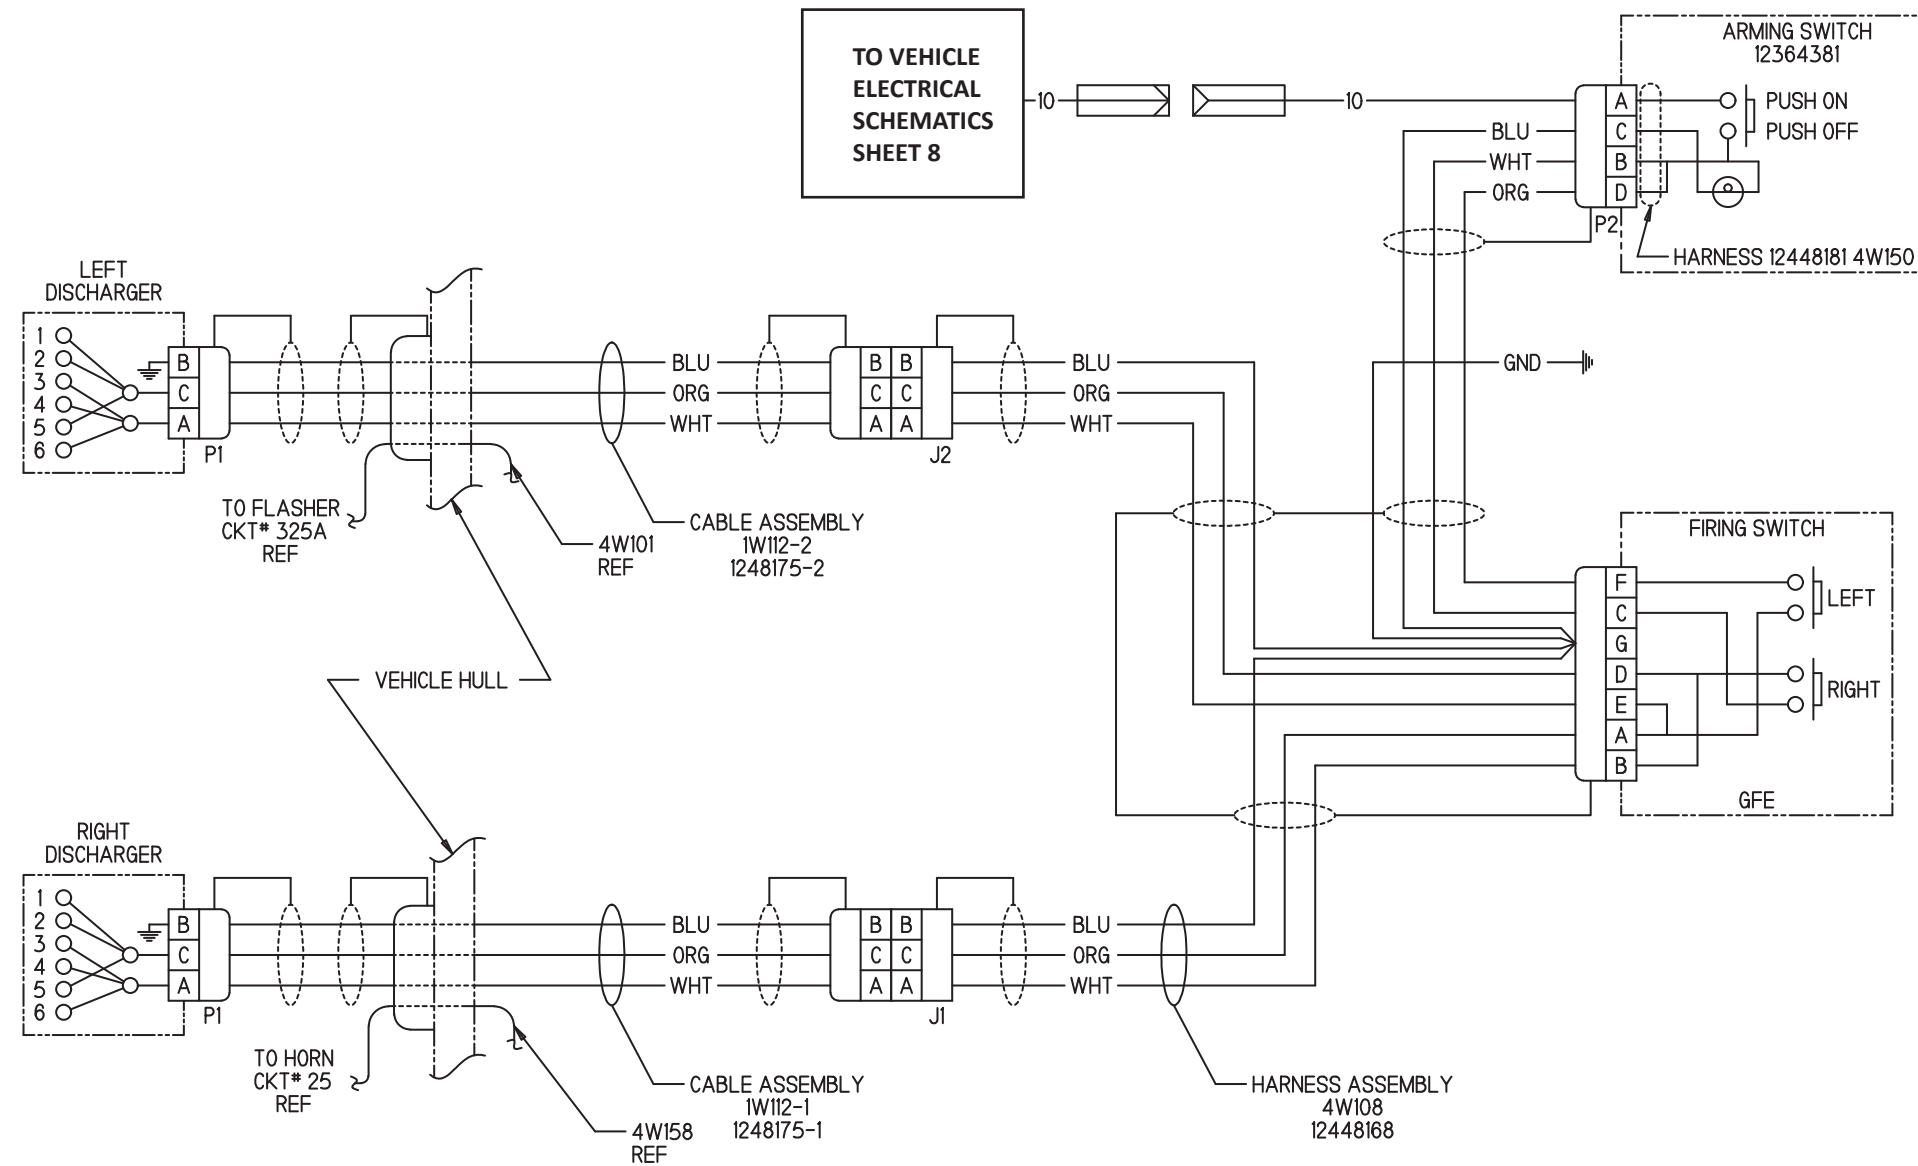 TO VEHICLE
ELECTRICAL
SCHEMATICS
SHEET 8
10
10
ARMING SWITCH
12364381
A
C
B
D
PUSH ON
PUSH OFF
BLU
WHT
ORG
P2
HARNESS 12448181 4W150
LEFT
DISCHARGER
1
2
3
4
5
6
B
C
A
P1
BLU
ORG
WHT
B B
C C
A A
J2
BLU
ORG
WHT
GND
TO FLASHER
CKT# 325A
REF
4W101
REF
CABLE ASSEMBLY
1W112-2
1248175-2
FIRING SWITCH
F
C
G
D
E
A
B
LEFT
RIGHT
GFE
VEHICLE HULL
RIGHT
DISCHARGER
1
2
3
4
5
6
B
C
A
P1
BLU
ORG
WHT
B B
C C
A A
J1
BLU
ORG
WHT
TO HORN
CKT# 25
REF
4W158
REF
CABLE ASSEMBLY
1W112-1
1248175-1
HARNESS ASSEMBLY
4W108
12448168